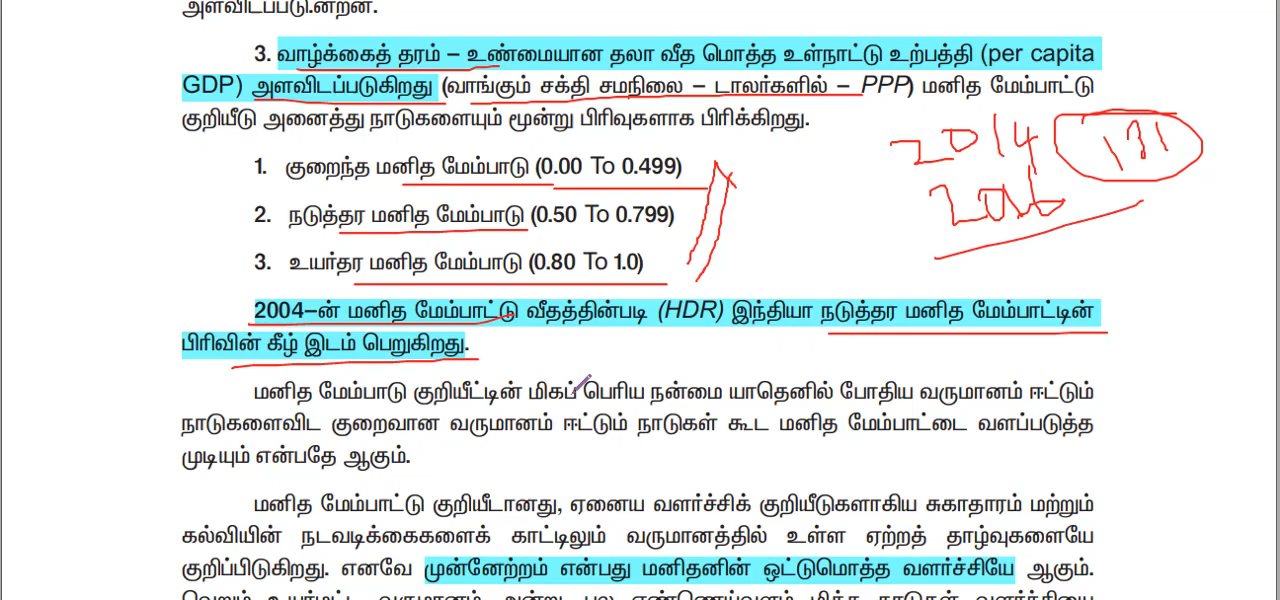 3. வாழ்க்கைத் தரம் – உண்மையான தலா வீத மொத்த உள்நாட்டு உற்பத்தி (per capita
GDP) அளவிடப்படுகிறது (வாங்கும் சக்தி சமநிலை – டாலர்களில் – PPP) மனித மேம்பாட்டு
குறியீடு அனைத்து நாடுகளையும் மூன்று பிரிவுகளாக பிரிக்கிறது.
2014 131
1. குறைந்த மனித மேம்பாடு (0.00 To 0.499)
2. நடுத்தர மனித மேம்பாடு (0.50 To 0.799)
3. உயர்தர மனித மேம்பாடு (0.80 To 1.0)
2004–ன் மனித மேம்பாட்டு வீதத்தின்படி (HDR) இந்தியா நடுத்தர மனித மேம்பாட்டின்
பிரிவின் கீழ் இடம் பெறுகிறது.
மனித மேம்பாடு குறியீட்டின் மிகப் பெரிய நன்மை யாதெனில் போதிய வருமானம் ஈட்டும்
நாடுகளைவிட குறைவான வருமானம் ஈட்டும் நாடுகள் கூட மனித மேம்பாட்டை வளப்படுத்த
முடியும் என்பதே ஆகும்.
மனித மேம்பாட்டு குறியீடானது, ஏனைய வளர்ச்சிக் குறியீடுகளாகிய சுகாதாரம் மற்றும்
கல்வியின் நடவடிக்கைகளைக் காட்டிலும் வருமானத்தில் உள்ள ஏற்றத் தாழ்வுகளையே
குறிப்பிடுகிறது. எனவே முன்னேற்றம் என்பது மனிதனின் ஒட்டுமொத்த வளர்ச்சியே ஆகும்.